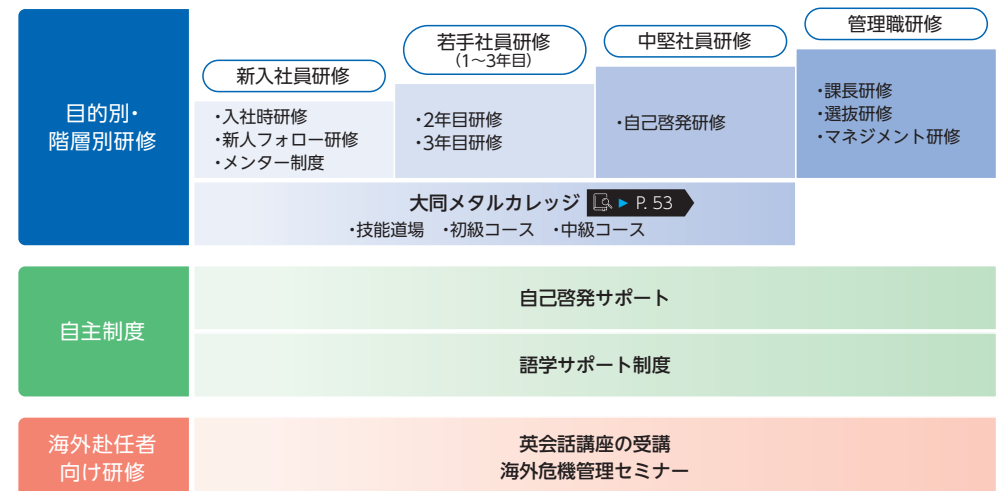 目的別・
階層別研修
新入社員研修
・入社時研修
・新人フォロー研修
・メンター制度
若手社員研修
(1〜3年目)
・2年目研修
・3年目研修
中堅社員研修
・自己啓発研修
管理職研修
・課長研修
・選抜研修
・マネジメント研修
大同メタルカレッジ P. 53
・技能道場 ・初級コース ・中級コース
自主制度
自己啓発サポート
語学サポート制度
海外赴任者
向け研修
英会話講座の受講
海外危機管理セミナー